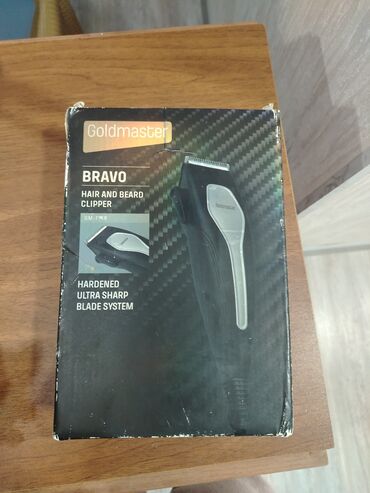 Goldmaster
BRAVO
HAIR AND BEARD
CLIPPER
HARDENED
ULTRA SHARP
BLADE SYSTEM